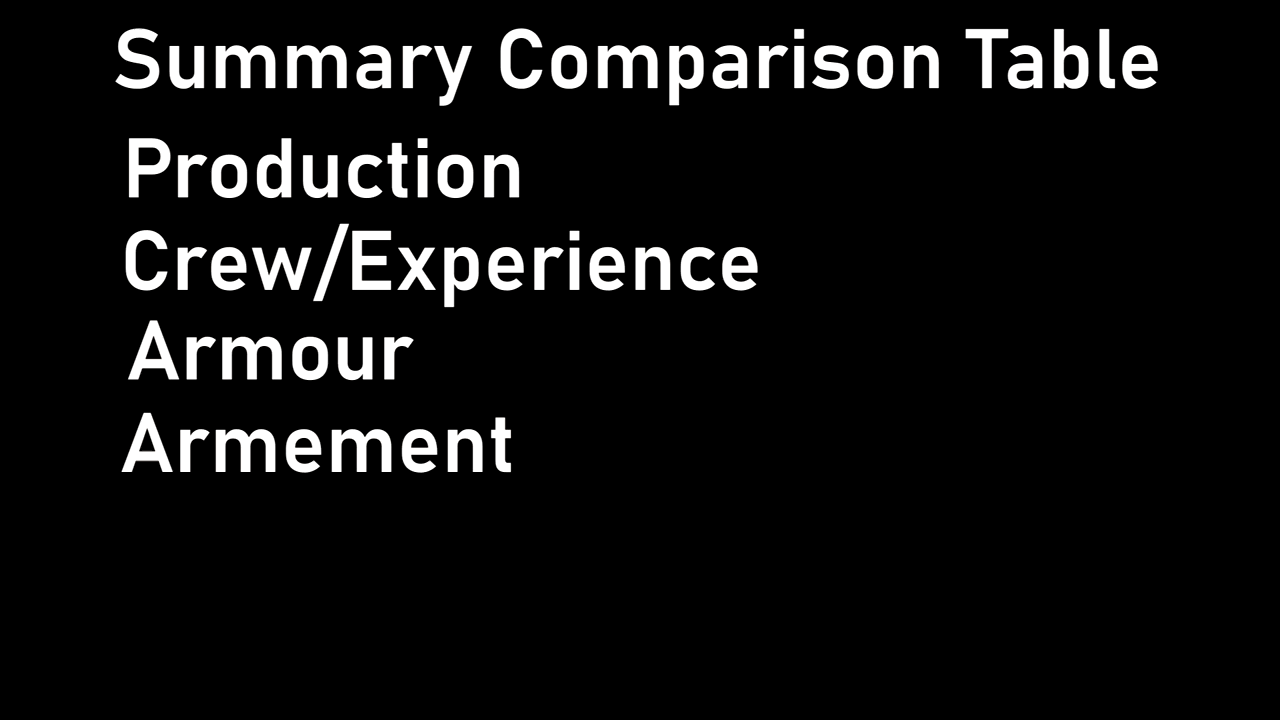 Summary Comparison Table
Production
Crew/Experience
Armour
Armement